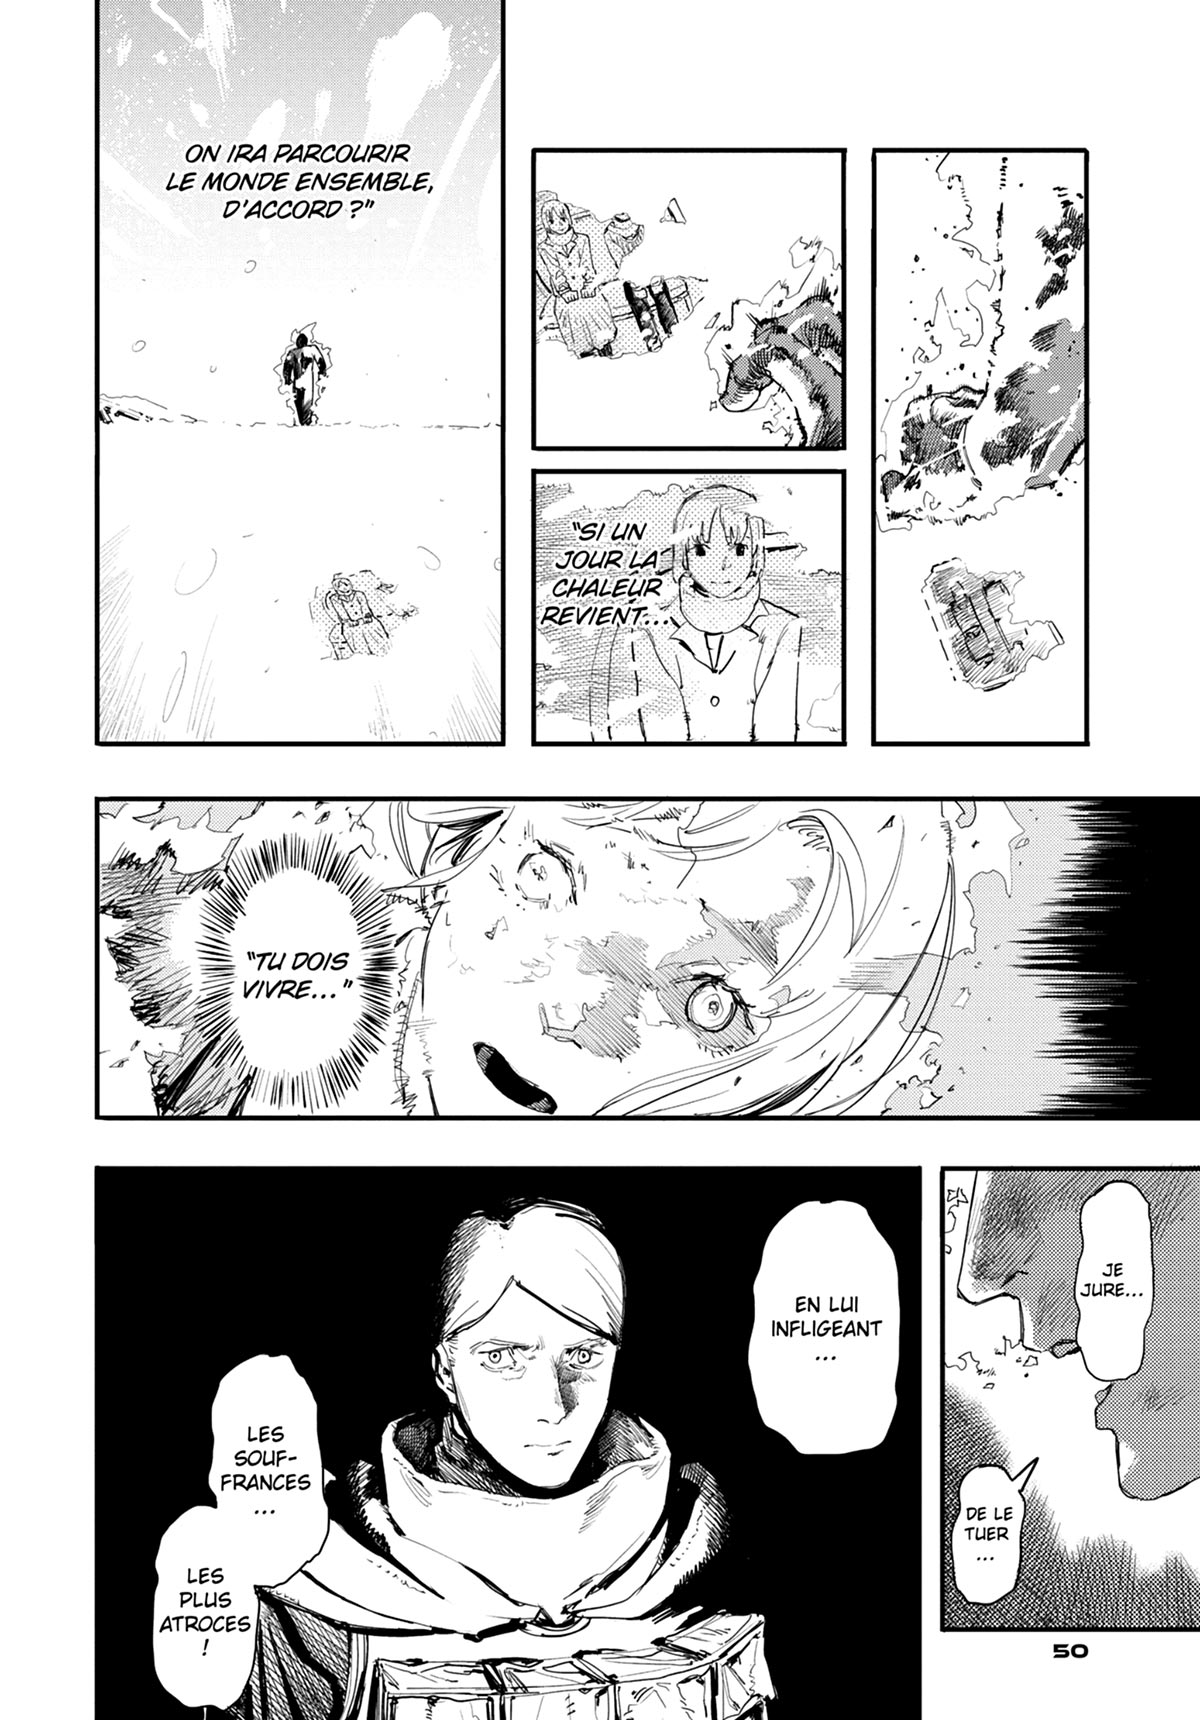 “SI UN
JOUR LA
CHALEUR
REVIENT...
ON IRA PARCOURIR
LE MONDE ENSEMBLE,
D’ACCORD ?”
“TU DOIS
VIVRE...”
JE
JURE...
DE LE
TUER
...
EN LUI
INFLIGEANT
...
LES
SOUF-
FRANCES
...
LES
PLUS
ATROCES
!
50